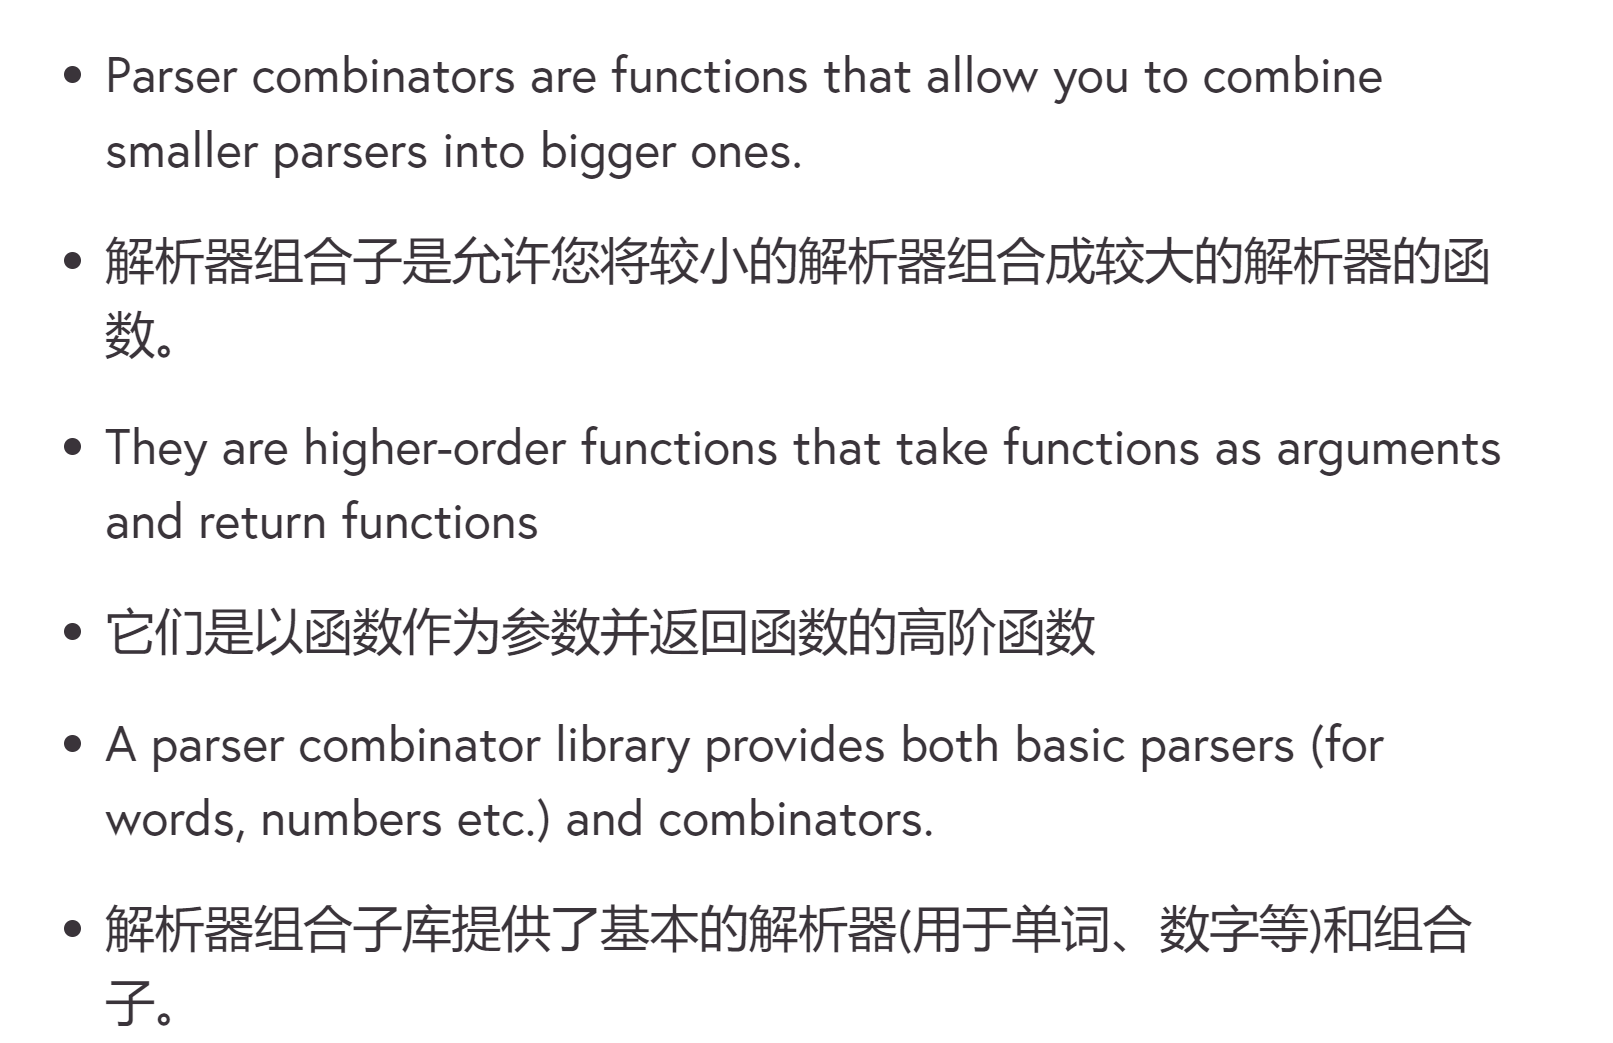 • Parser combinators are functions that allow you to combine
smaller parsers into bigger ones.
• 解析器组合子是允许您将较小的解析器组合成较大的解析器的函
数。
• They are higher-order functions that take functions as arguments
and return functions
• 它们是以函数作为参数并返回函数的高阶函数
• A parser combinator library provides both basic parsers (for
words, numbers etc.) and combinators.
• 解析器组合子库提供了基本的解析器(用于单词、数字等)和组合
子。